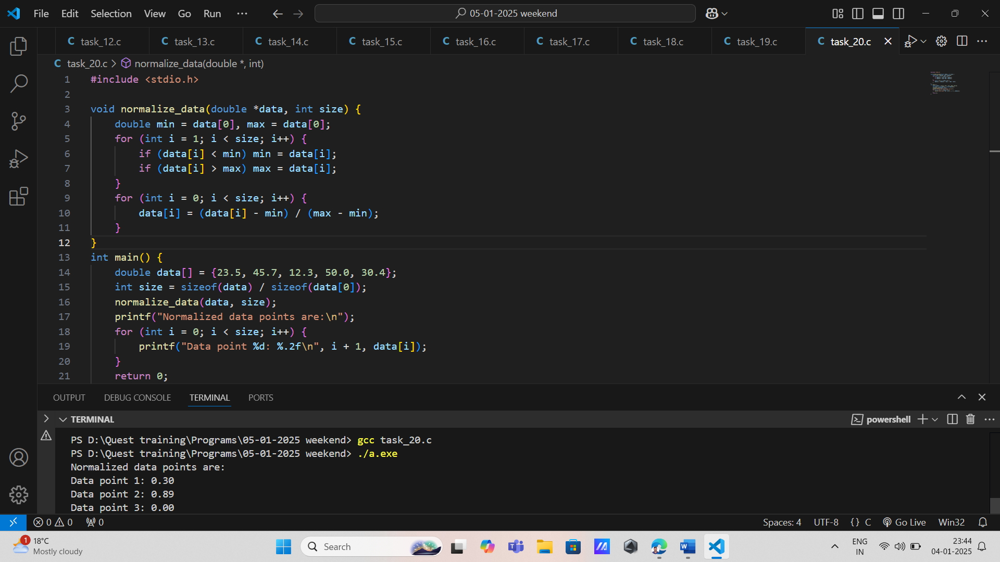 File Edit Selection View Go Run ··· 05-01-2025 weekend
C task_12.c C task_13.c C task_14.c C task_15.c C task_16.c C task_17.c C task_18.c C task_19.c C task_20.c
C task_20.c > normalize_data(double *, int)
1 #include <stdio.h>
2
3 void normalize_data(double *data, int size) {
4     double min = data[0], max = data[0];
5     for (int i = 1; i < size; i++) {
6         if (data[i] < min) min = data[i];
7         if (data[i] > max) max = data[i];
8     }
9     for (int i = 0; i < size; i++) {
10         data[i] = (data[i] - min) / (max - min);
11     }
12 }
13 int main() {
14     double data[] = {23.5, 45.7, 12.3, 50.0, 30.4};
15     int size = sizeof(data) / sizeof(data[0]);
16     normalize_data(data, size);
17     printf("Normalized data points are:\n");
18     for (int i = 0; i < size; i++) {
19         printf("Data point %d: %.2f\n", i + 1, data[i]);
20     }
21     return 0;
OUTPUT DEBUG CONSOLE TERMINAL PORTS
TERMINAL powershell
PS D:\Quest training\Programs\05-01-2025 weekend> gcc task_20.c
PS D:\Quest training\Programs\05-01-2025 weekend> ./a.exe
Normalized data points are:
Data point 1: 0.30
Data point 2: 0.89
Data point 3: 0.00
0 0 0 Spaces: 4 UTF-8 {} C Go Live Win32
1 18°C
Mostly cloudy
Search
ENG
IN
23:44
04-01-2025